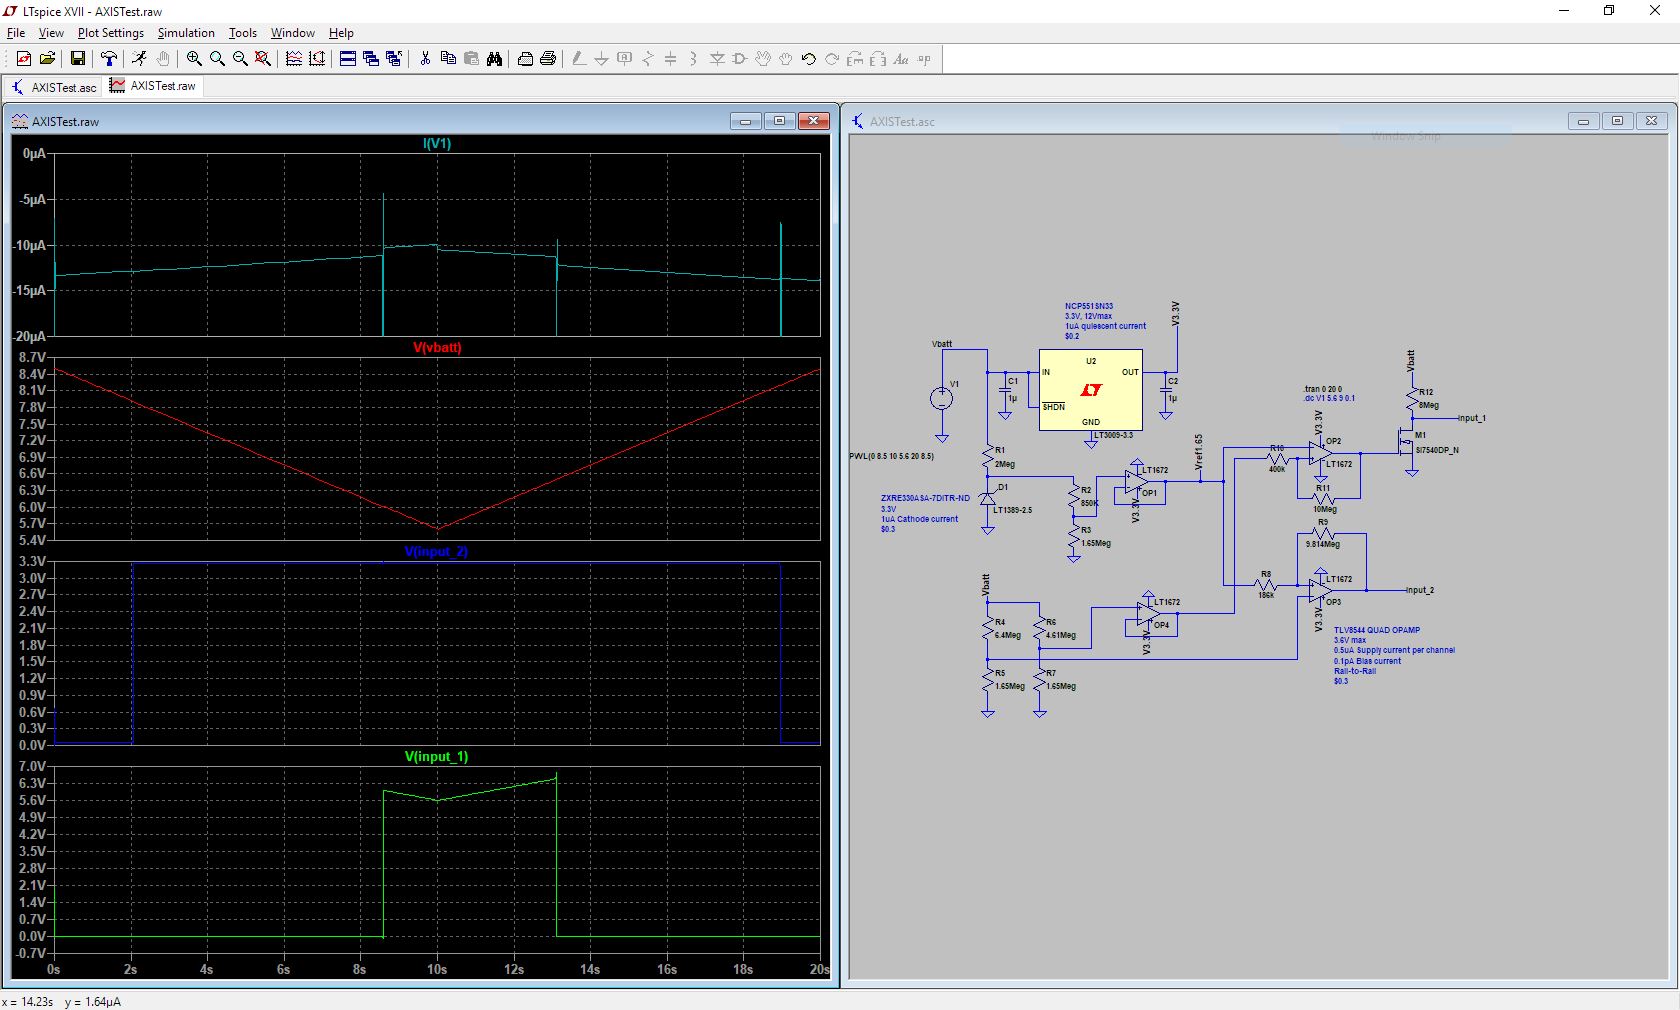 LTspice XVII - AXISTest.raw
File View Plot Settings Simulation Tools Window Help
AXISTest.asc AXISTest.raw
AXISTest.raw
I(V1)
0µA
-5µA
-10µA
-15µA
-20µA
V(vbatt)
8.7V
8.4V
8.1V
7.8V
7.5V
7.2V
6.9V
6.6V
6.3V
6.0V
5.7V
5.4V
V(input_2)
3.3V
3.0V
2.7V
2.4V
2.1V
1.8V
1.5V
1.2V
0.9V
0.6V
0.3V
0.0V
V(input_1)
7.0V
6.3V
5.6V
4.9V
4.2V
3.5V
2.8V
2.1V
1.4V
0.7V
0.0V
-0.7V
0s 2s 4s 6s 8s 10s 12s 14s 16s 18s 20s
AXISTest.asc
Window Snip
NCP551SN33
3.3V, 12Vmax
1uA quiescent current
$0.2
V3.3V
Vbatt
V1
PWL(0 8.5 10 5.6 20 8.5)
C1
1µ
U2
IN
OUT
SHDN
GND
LT3009-3.3
C2
1µ
R1
2Meg
D1
LT1389-2.5
ZXRE330ASA-7DITR-ND
3.3V
1uA Cathode current
$0.3
R2
850K
R3
1.65Meg
LT1672
OP1
V3.3V
Vref1.65
.tran 0 20 0
.dc V1 5.6 9 0.1
V3.3V
OP2
LT1672
R10
400k
R11
10Meg
Vbatt
R12
8Meg
Input_1
M1
Si7540DP_N
R9
9.814Meg
R8
186k
LT1672
OP3
V3.3V
Input_2
Vbatt
R4
6.4Meg
R6
4.61Meg
R5
1.65Meg
R7
1.65Meg
LT1672
OP4
V3.3V
TLV8544 QUAD OPAMP
3.6V max
0.5uA Supply current per channel
0.1pA Bias current
Rail-to-Rail
$0.3
x = 14.23s y = 1.64µA